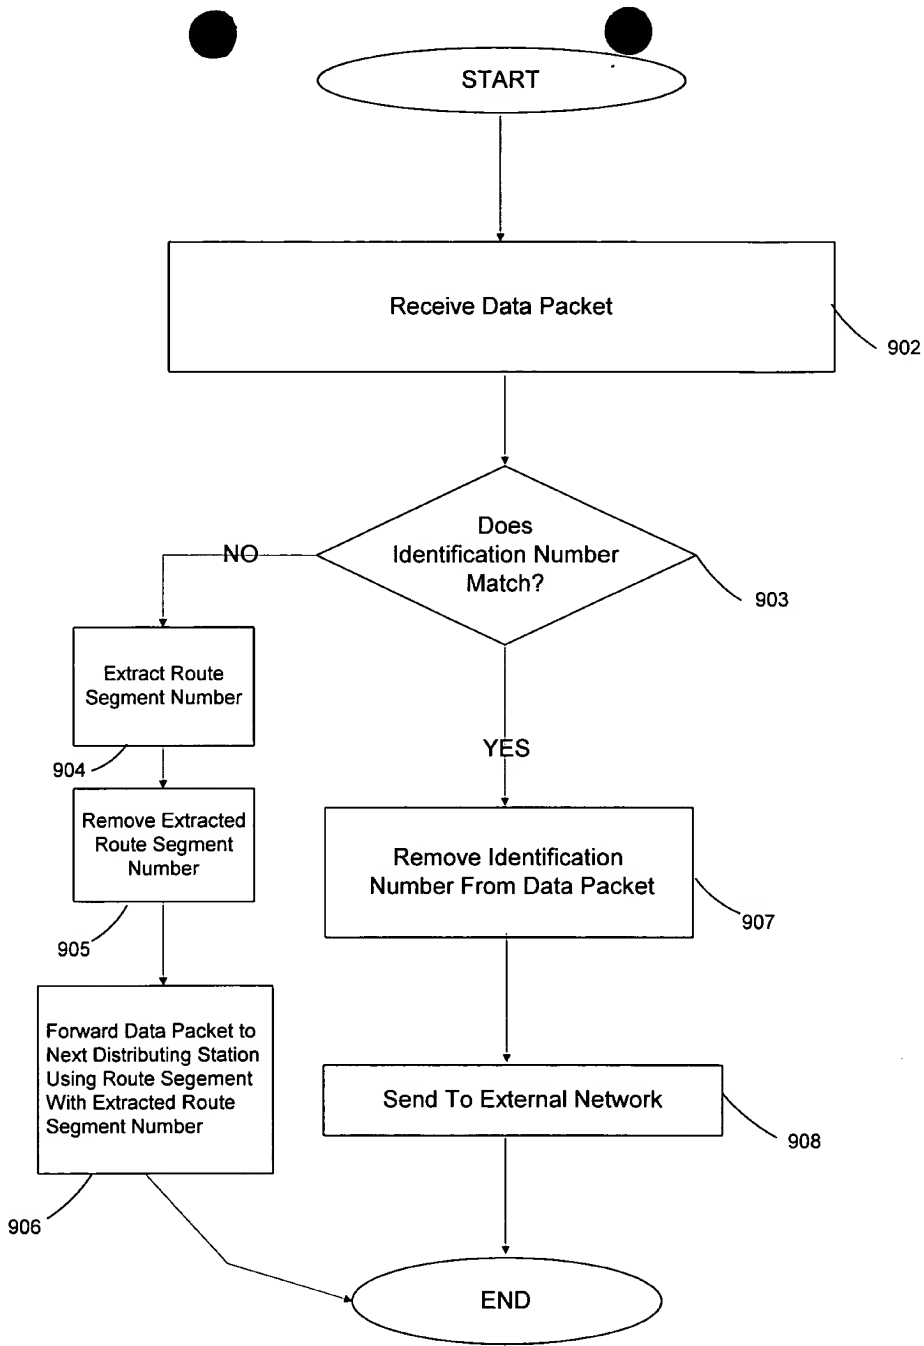 START
Receive Data Packet
902
Does
Identification Number
Match?
903
NO
Extract Route
Segment Number
904
YES
Remove Extracted
Route Segment
Number
905
Remove Identification
Number From Data Packet
907
Forward Data Packet to
Next Distributing Station
Using Route Segement
With Extracted Route
Segment Number
906
Send To External Network
908
END